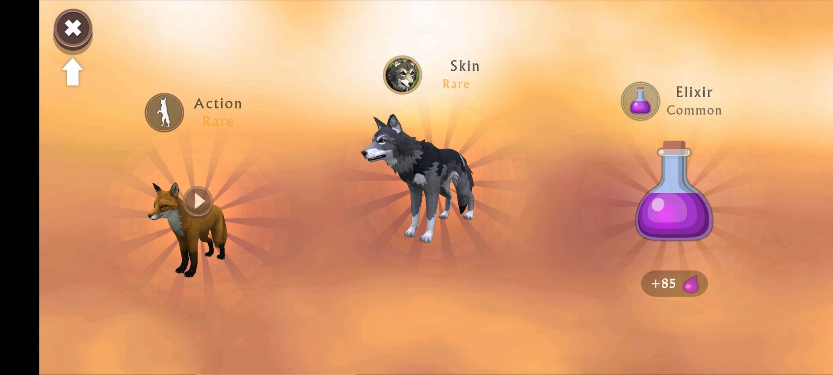 Action
Rare
Skin
Rare
Elixir
Common
+85